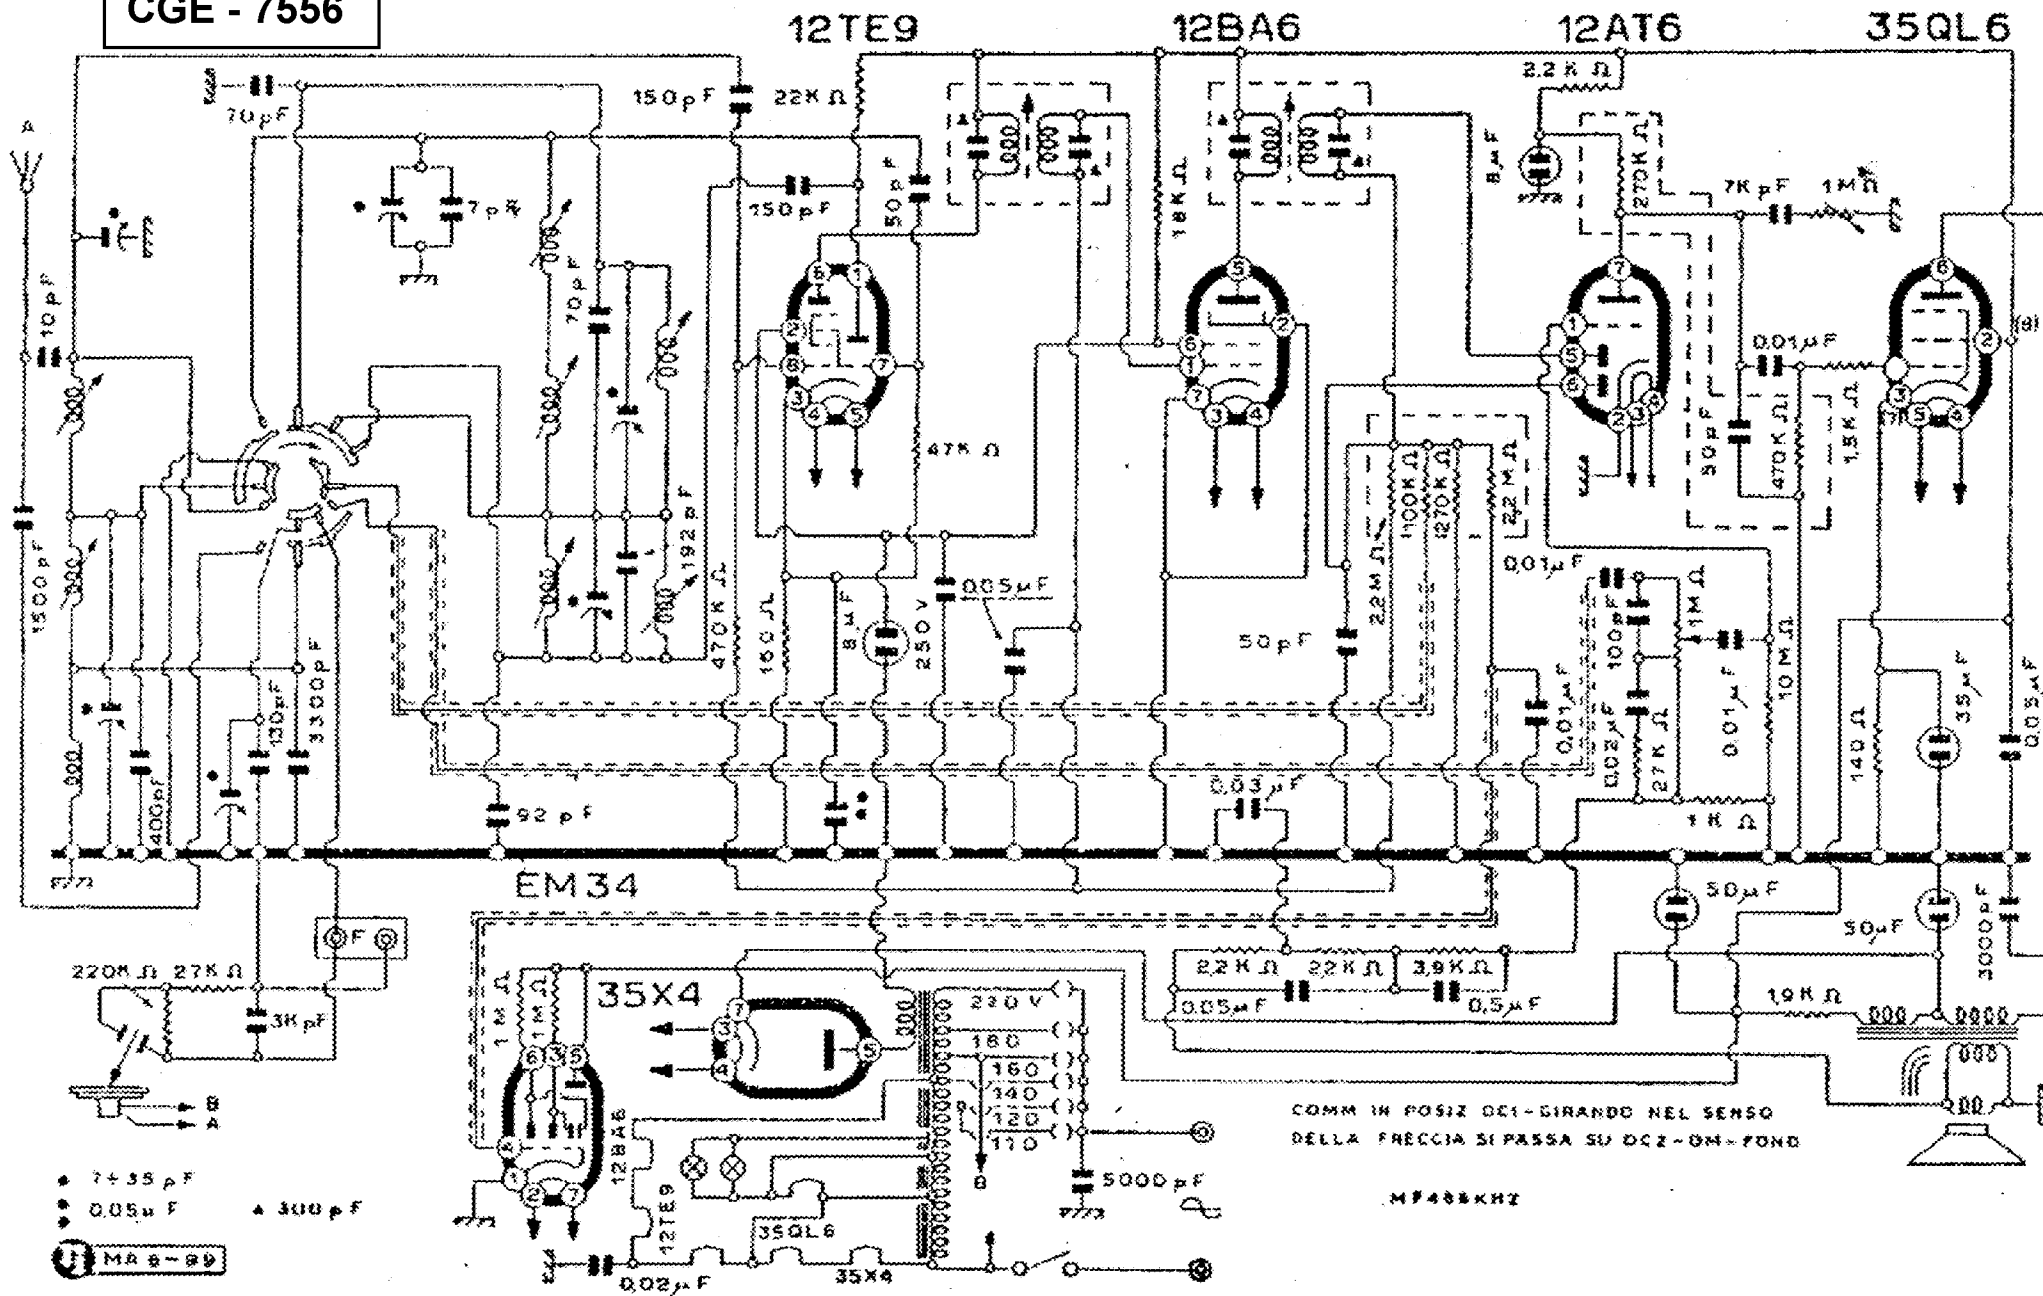 CGE - 7556
12TE9
12BA6
12AT6
35QL6
A
70pF
150pF
22KΩ
150pF
50pF
7pF
70pF
10pF
1500pF
18KΩ
8μF
2.2KΩ
270KΩ
7KpF
1MΩ
0.01μF
50pF
470KΩ
1.5KΩ
47KΩ
192pF
470KΩ
160Ω
8μF
250V
0.05μF
2.2MΩ
100KΩ
270KΩ
2.2MΩ
50pF
0.01μF
0.01μF
100pF
1MΩ
0.02μF
27KΩ
0.01μF
10MΩ
1KΩ
140Ω
35μF
0.05μF
400pF
130pF
3300pF
92pF
0.03μF
EM34
50μF
50μF
3000pF
F
220KΩ
27KΩ
3KpF
B
A
1MΩ
1MΩ
35X4
2.2KΩ
22KΩ
3,9KΩ
0.05μF
0,5μF
1,9KΩ
220V
180
160
140
120
110
B
5000pF
12BA6
12TE9
35QL6
35X4
0.02μF
COMM IN POSIZ OC1-GIRANDO NEL SENSO
DELLA FRECCIA SI PASSA SU OC2-OM-FONO
7÷35pF
0.05μF
300pF
MA 6-99